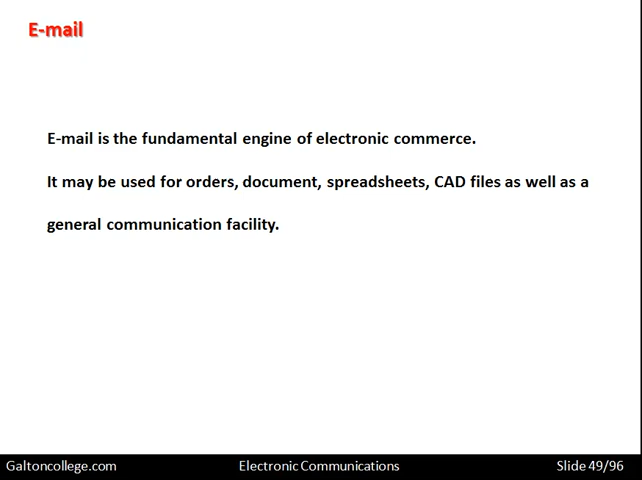 E-mail
E-mail is the fundamental engine of electronic commerce.
It may be used for orders, document, spreadsheets, CAD files as well as a
general communication facility.
Galtoncollege.com Electronic Communications Slide 49/96